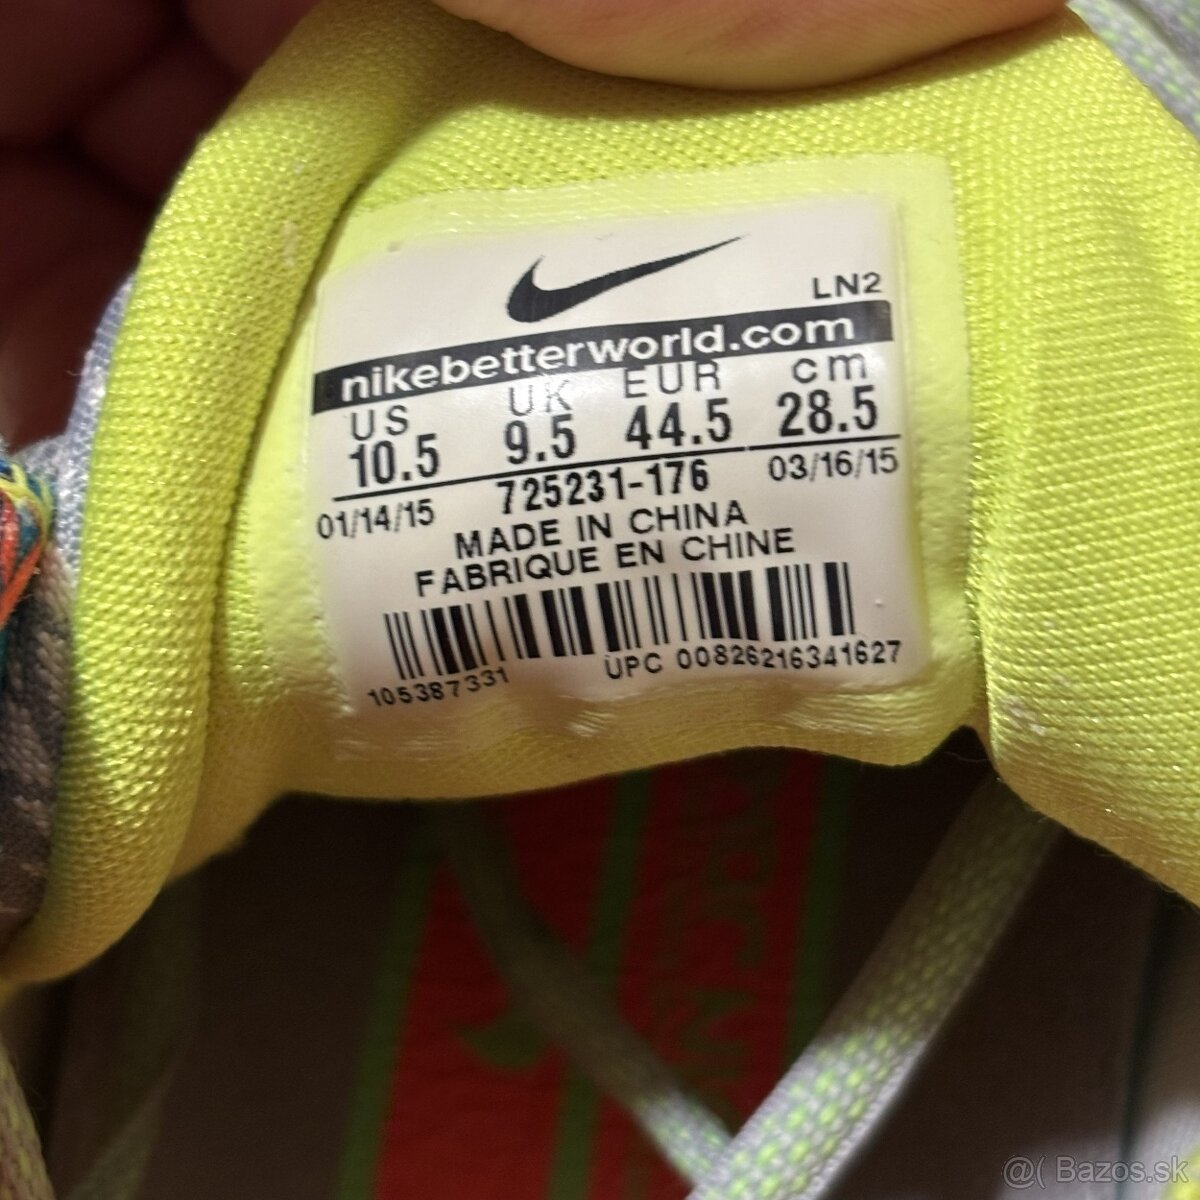 LN2
nikebetterworld.com
US UK EUR cm
10.5 9.5 44.5 28.5
01/14/15 725231-176 03/16/15
MADE IN CHINA
FABRIQUE EN CHINE
105387331 UPC 00826216341627
@( Bazos.sk